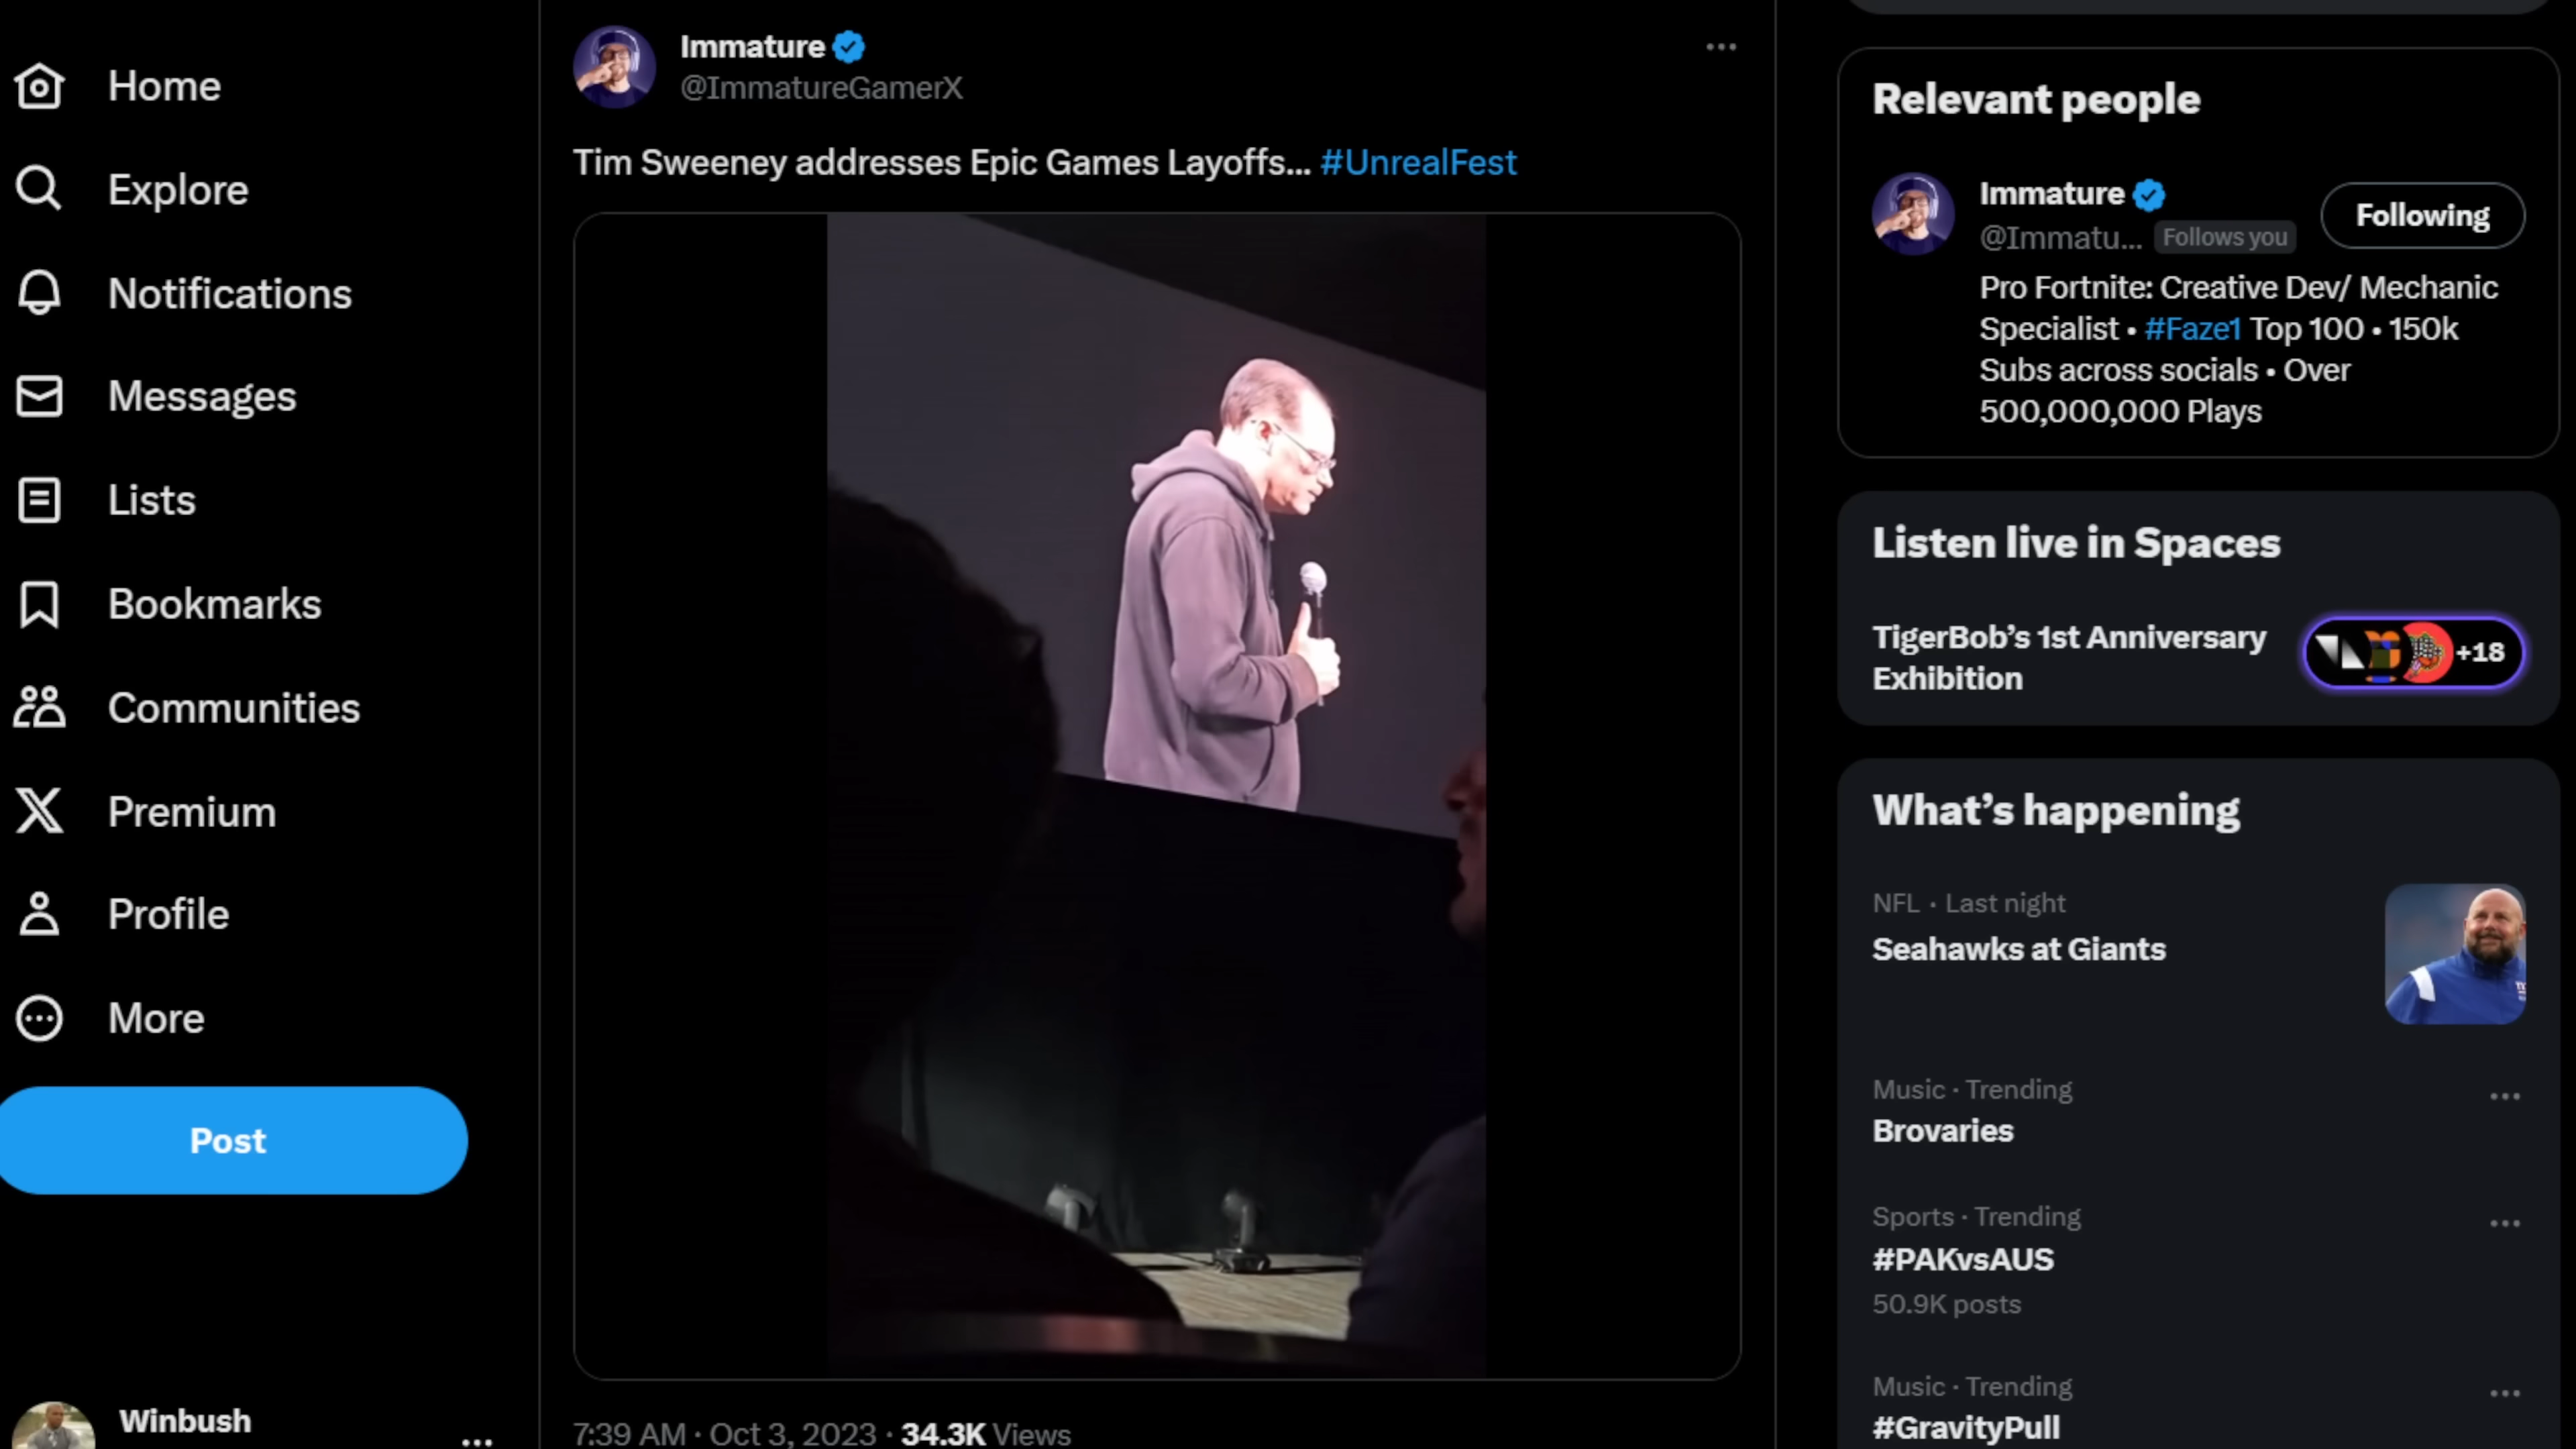 Home
Explore
Notifications
Messages
Lists
Bookmarks
Communities
Premium
Profile
More
Post
Winbush
Immature
@ImmatureGamerX
Tim Sweeney addresses Epic Games Layoffs... #UnrealFest
7:39 AM · Oct 3, 2023 · 34.3K Views
Relevant people
Immature
@Immatu... Follows you
Following
Pro Fortnite: Creative Dev/ Mechanic
Specialist • #Faze1 Top 100 • 150k
Subs across socials • Over
500,000,000 Plays
Listen live in Spaces
TigerBob’s 1st Anniversary
Exhibition
+18
What’s happening
NFL · Last night
Seahawks at Giants
Music · Trending
Brovaries
Sports · Trending
#PAKvsAUS
50.9K posts
Music · Trending
#GravityPull